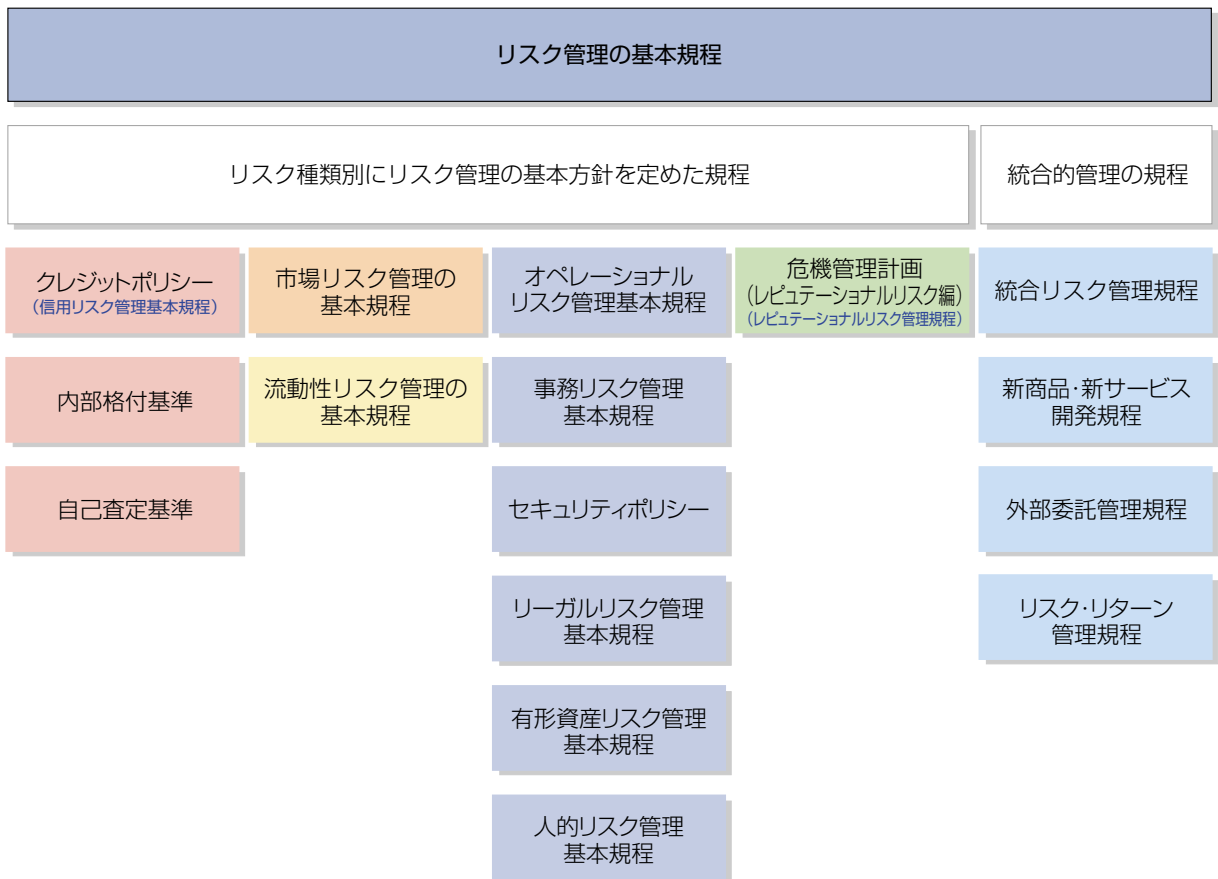 リスク管理の基本規程
リスク種類別にリスク管理の基本方針を定めた規程
統合的管理の規程
クレジットポリシー
(信用リスク管理基本規程)
内部格付基準
自己査定基準
市場リスク管理の
基本規程
流動性リスク管理の
基本規程
オペレーショナル
リスク管理基本規程
事務リスク管理
基本規程
セキュリティポリシー
リーガルリスク管理
基本規程
有形資産リスク管理
基本規程
人的リスク管理
基本規程
危機管理計画
(レピュテーショナルリスク編)
(レピュテーショナルリスク管理規程)
統合リスク管理規程
新商品・新サービス
開発規程
外部委託管理規程
リスク・リターン
管理規程